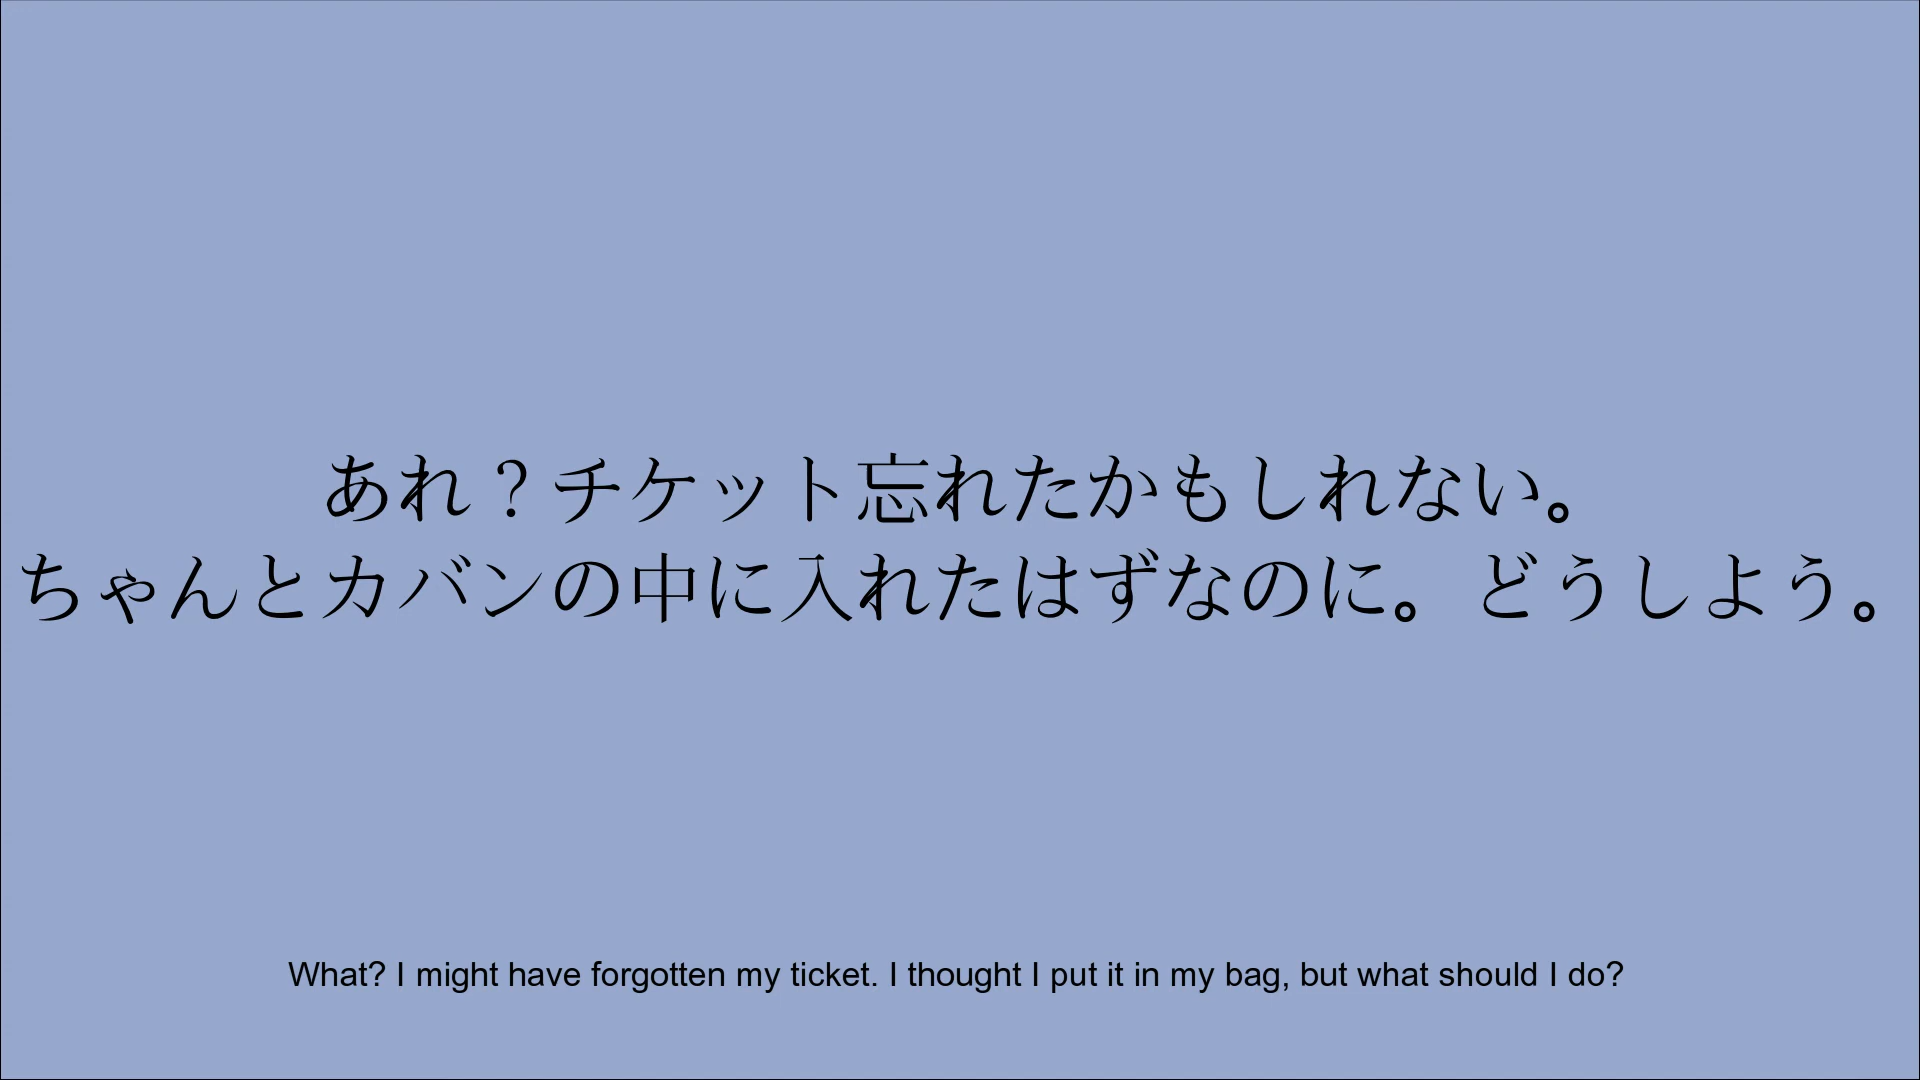 あれ？チケット忘れたかもしれない。
ちゃんとカバンの中に入れたはずなのに。どうしよう。
What? I might have forgotten my ticket. I thought I put it in my bag, but what should I do?